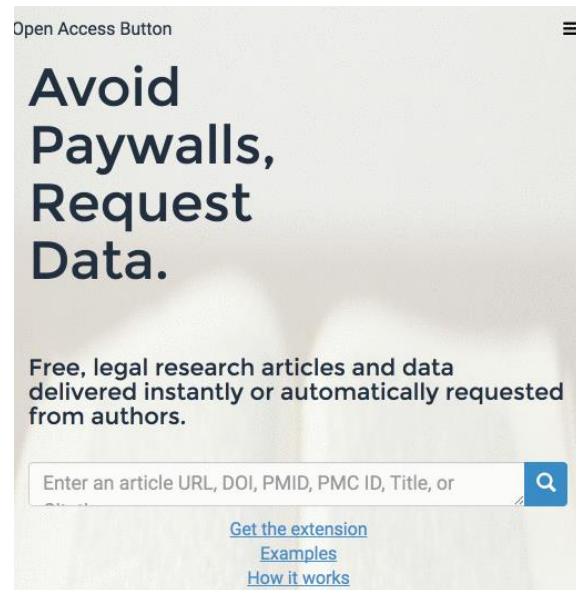 Open Access Button
Avoid
Paywalls,
Request
Data.
Free, legal research articles and data
delivered instantly or automatically requested
from authors.
Enter an article URL, DOI, PMID, PMC ID, Title, or
Get the extension
Examples
How it works